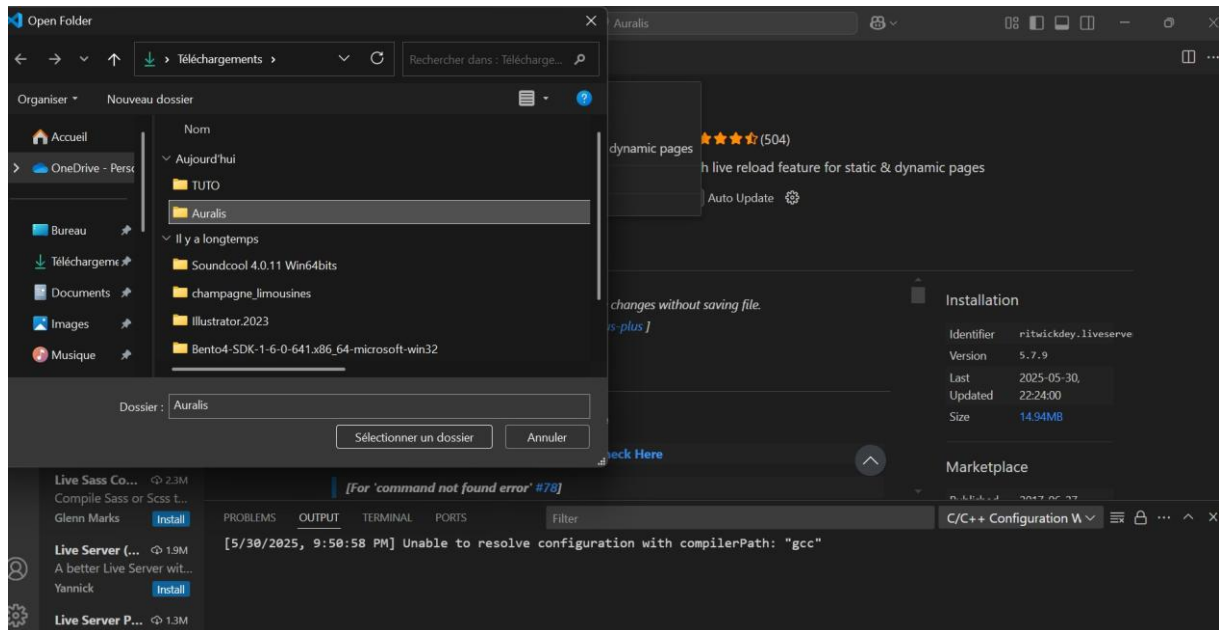 Open Folder
Auralis
Téléchargements
Rechercher dans : Télécharge...
Organiser
Nouveau dossier
Accueil
OneDrive - Perso
Bureau
Téléchargeme
Documents
Images
Musique
Nom
Aujourd'hui
TUTO
Auralis
Il y a longtemps
Soundcool 4.0.11 Win64bits
champagne_limousines
Illustrator.2023
Bento4-SDK-1-6-0-641.x86_64-microsoft-win32
Dossier : Auralis
Sélectionner un dossier
Annuler
(504)
dynamic pages
h live reload feature for static & dynamic pages
Auto Update
changes without saving file.
us-plus ]
heck Here
[For 'command not found error' #78]
Installation
Identifier ritwickdey.liveserve
Version 5.7.9
Last Updated 2025-05-30, 22:24:00
Size 14.94MB
Marketplace
Published 2017-06-27
Live Sass Co... 2.3M
Compile Sass or Scss t...
Glenn Marks Install
Live Server (... 1.9M
A better Live Server wit...
Yannick Install
Live Server P... 1.3M
PROBLEMS OUTPUT TERMINAL PORTS
Filter
C/C++ Configuration W
[5/30/2025, 9:50:58 PM] Unable to resolve configuration with compilerPath: "gcc"